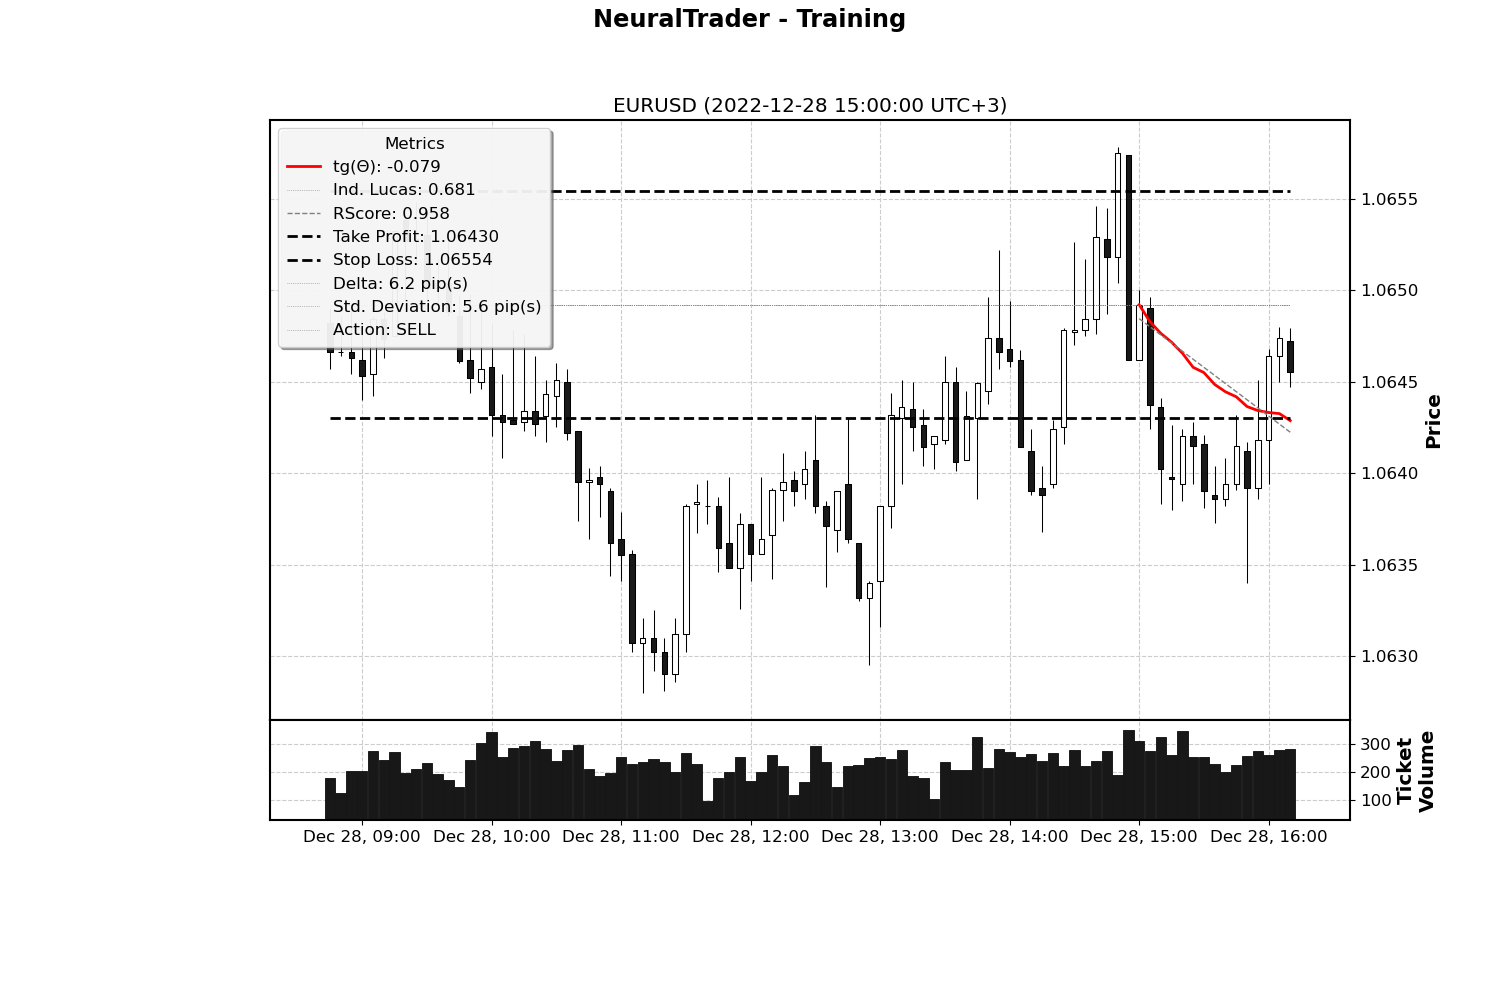 NeuralTrader - Training
EURUSD (2022-12-28 15:00:00 UTC+3)
Metrics
tg(Θ): -0.079
Ind. Lucas: 0.681
RScore: 0.958
Take Profit: 1.06430
Stop Loss: 1.06554
Delta: 6.2 pip(s)
Std. Deviation: 5.6 pip(s)
Action: SELL
1.0655
1.0650
1.0645
1.0640
1.0635
1.0630
Price
300
200
100
Ticket
Volume
Dec 28, 09:00 Dec 28, 10:00 Dec 28, 11:00 Dec 28, 12:00 Dec 28, 13:00 Dec 28, 14:00 Dec 28, 15:00 Dec 28, 16:00